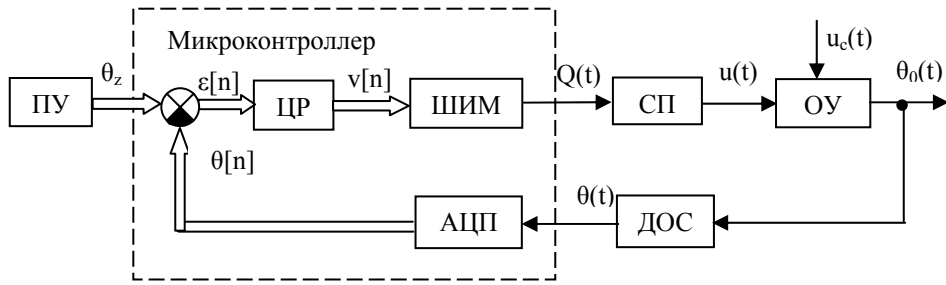 Микроконтроллер
u_c(t)
θ_z
ε[n]
v[n]
Q(t)
u(t)
θ_0(t)
ПУ
ЦР
ШИМ
СП
ОУ
θ[n]
θ(t)
АЦП
ДОС